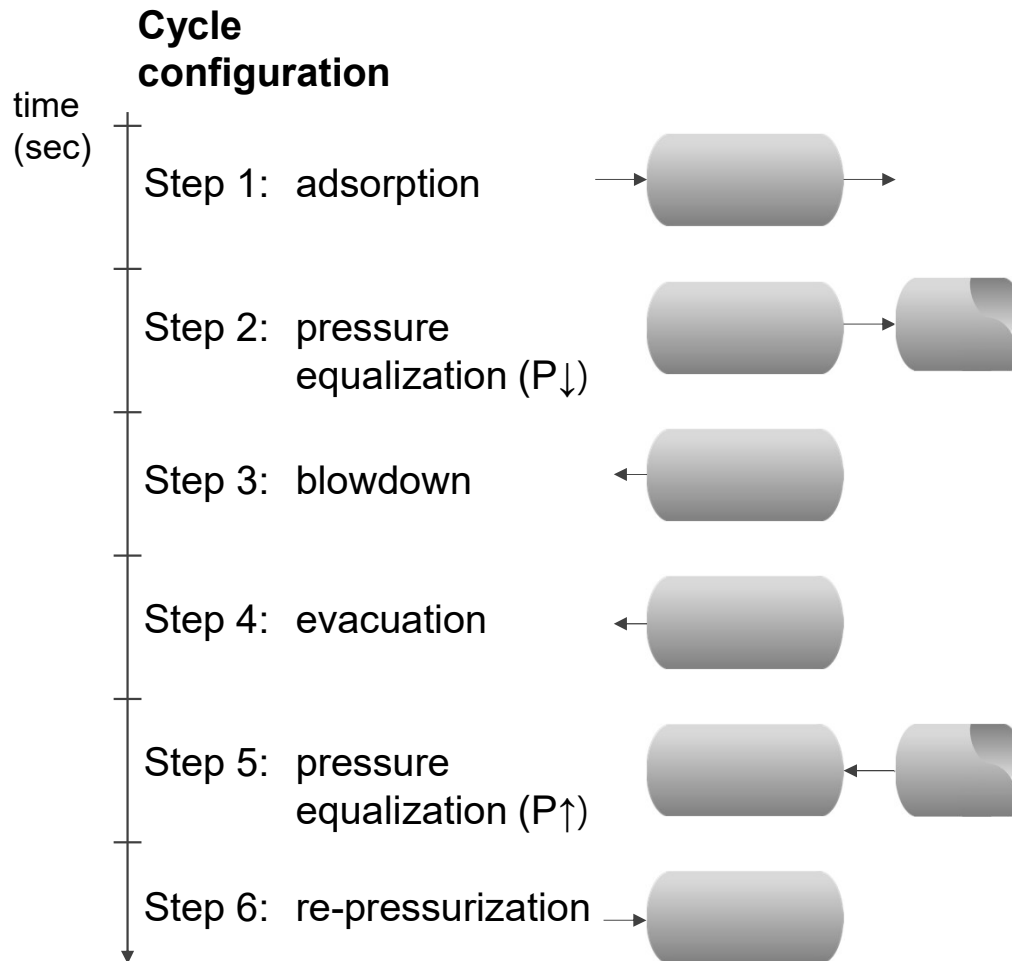 Cycle
configuration
time
(sec)
Step 1: adsorption
Step 2: pressure
equalization (P↓)
Step 3: blowdown
Step 4: evacuation
Step 5: pressure
equalization (P↑)
Step 6: re-pressurization